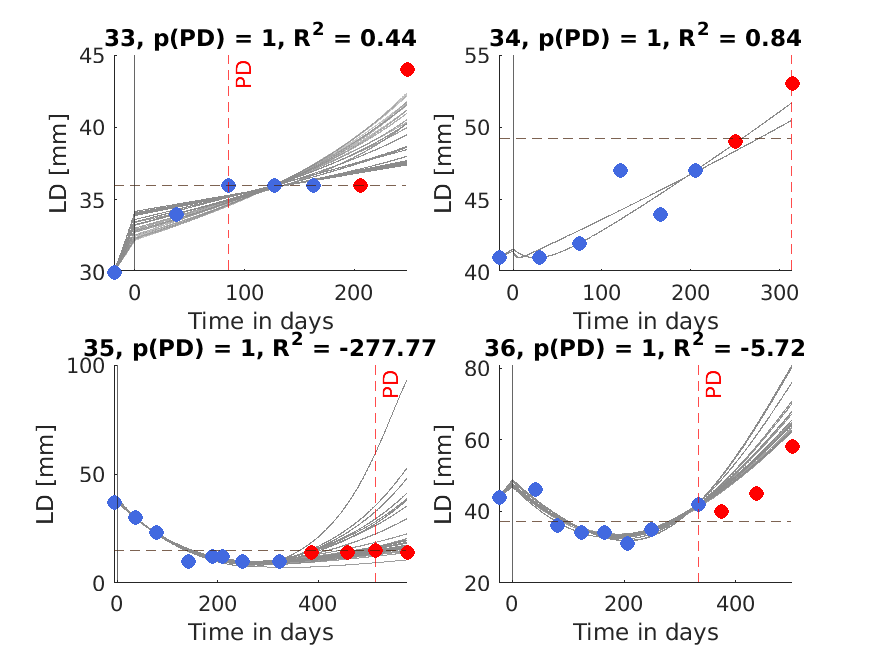 33, p(PD) = 1, R² = 0.44
45
40
35
30
LD [mm]
PD
0 100 200
Time in days
34, p(PD) = 1, R² = 0.84
55
50
45
40
LD [mm]
0 100 200 300
Time in days
35, p(PD) = 1, R² = -277.77
100
50
0
LD [mm]
PD
0 200 400
Time in days
36, p(PD) = 1, R² = -5.72
80
60
40
20
LD [mm]
PD
0 200 400
Time in days